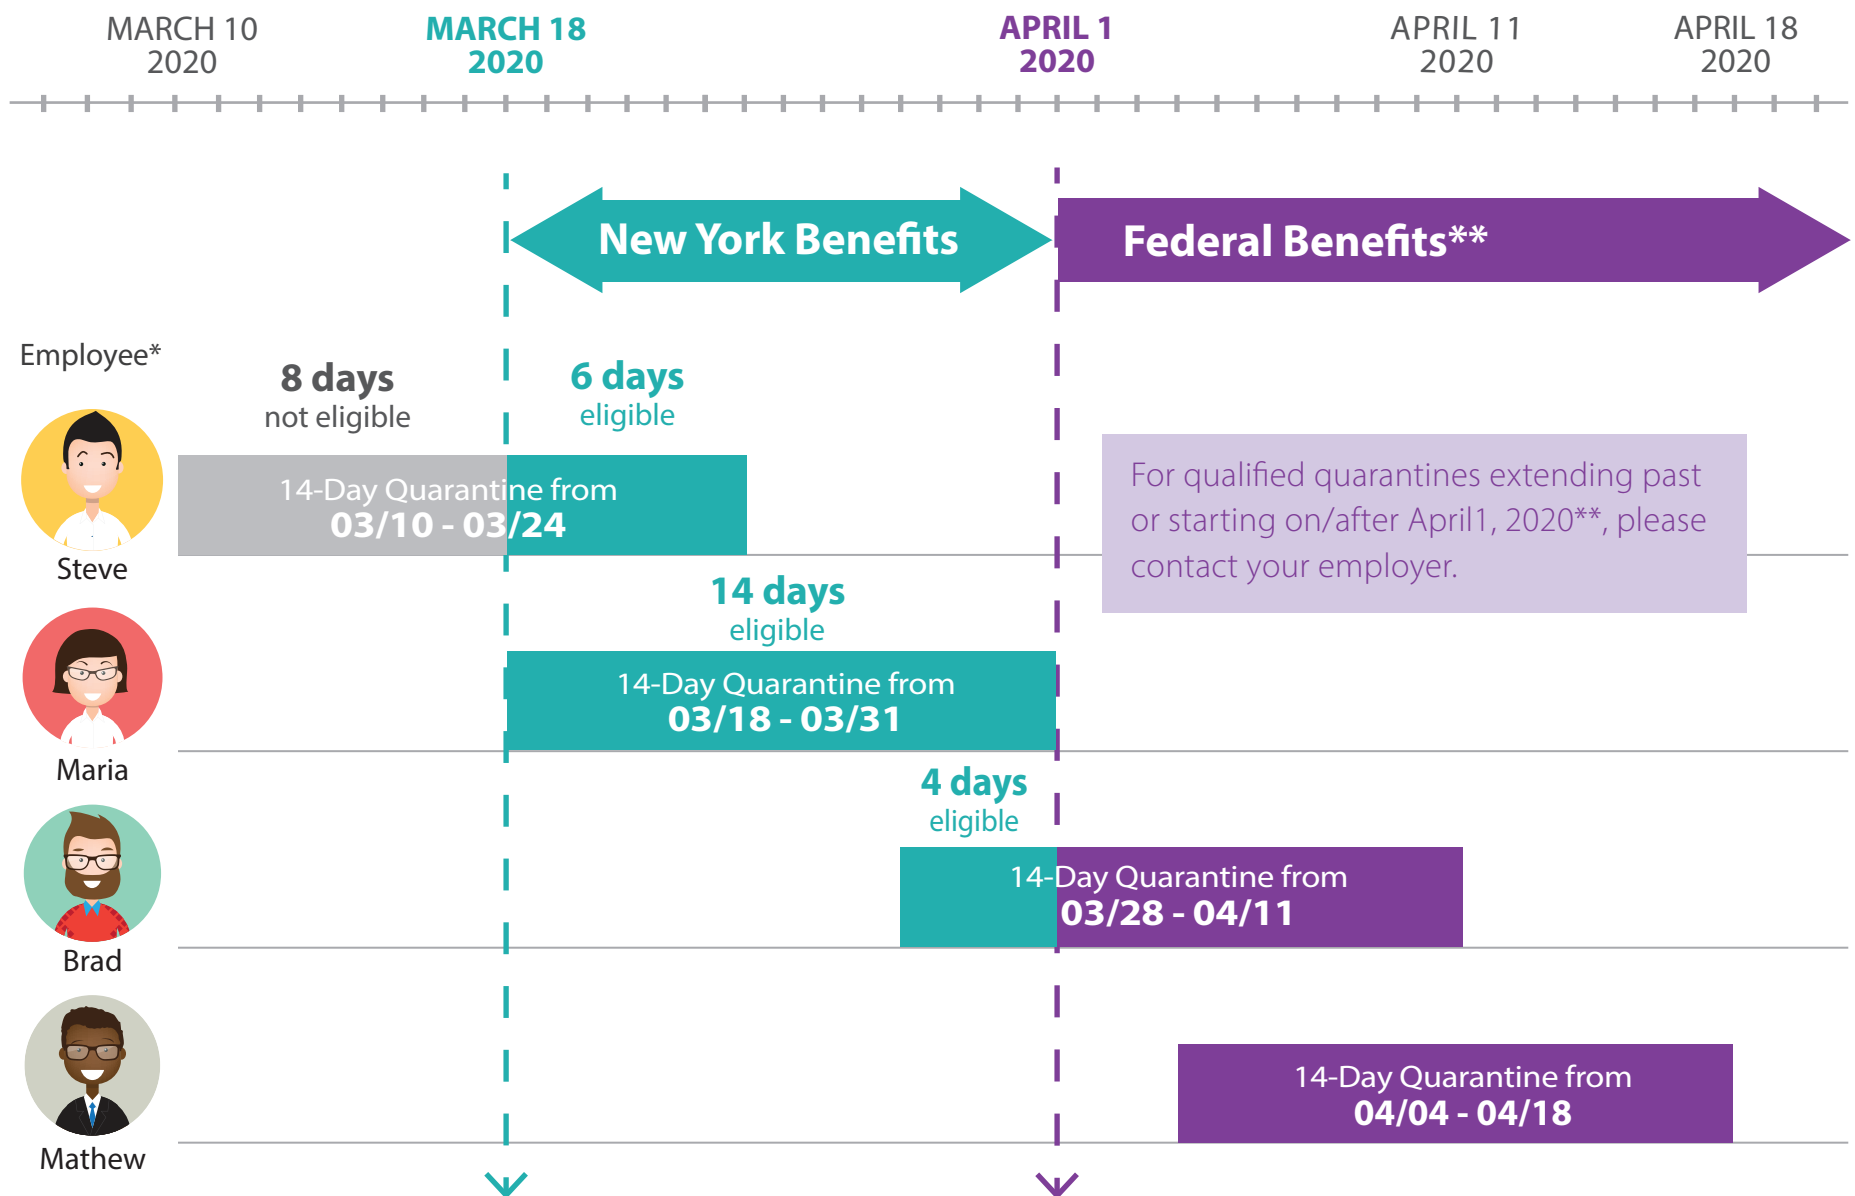 MARCH 10
2020
MARCH 18
2020
APRIL 1
2020
APRIL 11
2020
APRIL 18
2020
New York Benefits
Federal Benefits**
Employee*
8 days
not eligible
6 days
eligible
14-Day Quarantine from
03/10 - 03/24
Steve
For qualified quarantines extending past
or starting on/after April1, 2020**, please
contact your employer.
14 days
eligible
14-Day Quarantine from
03/18 - 03/31
Maria
4 days
eligible
14-Day Quarantine from
03/28 - 04/11
Brad
14-Day Quarantine from
04/04 - 04/18
Mathew